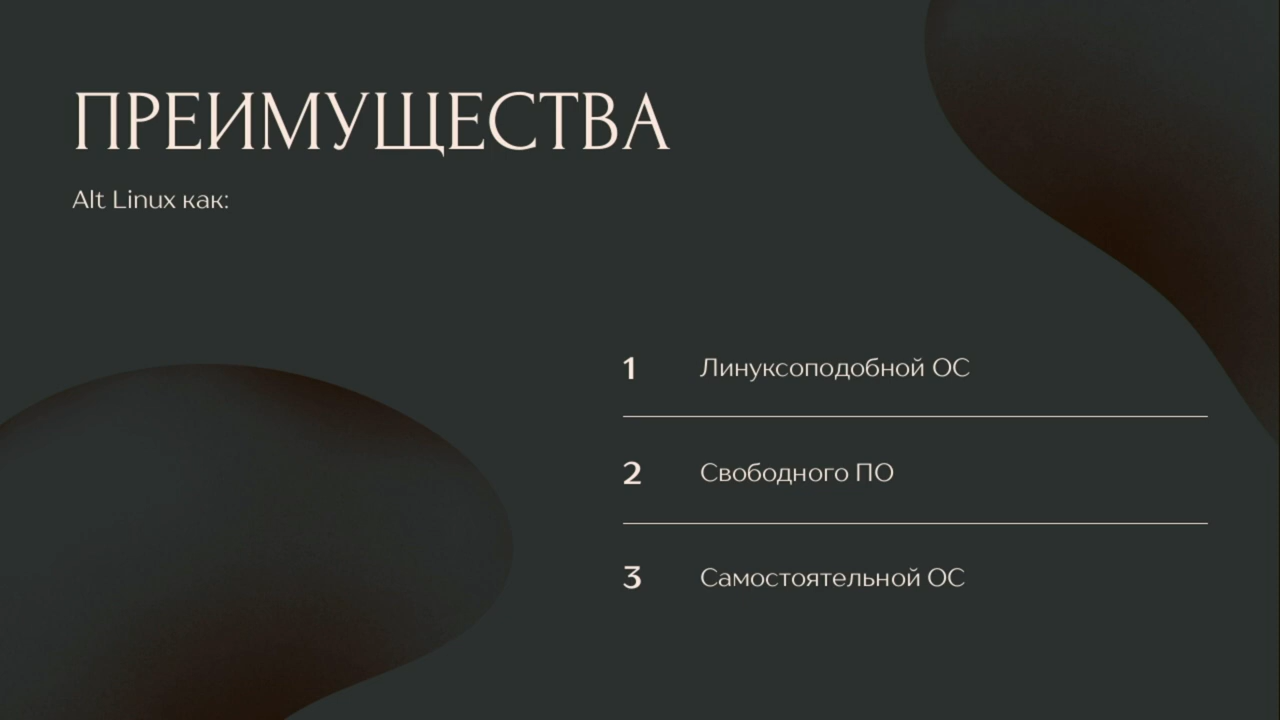 ПРЕИМУЩЕСТВА
Alt Linux как:
1 Линуксоподобной ОС
2 Свободного ПО
3 Самостоятельной ОС